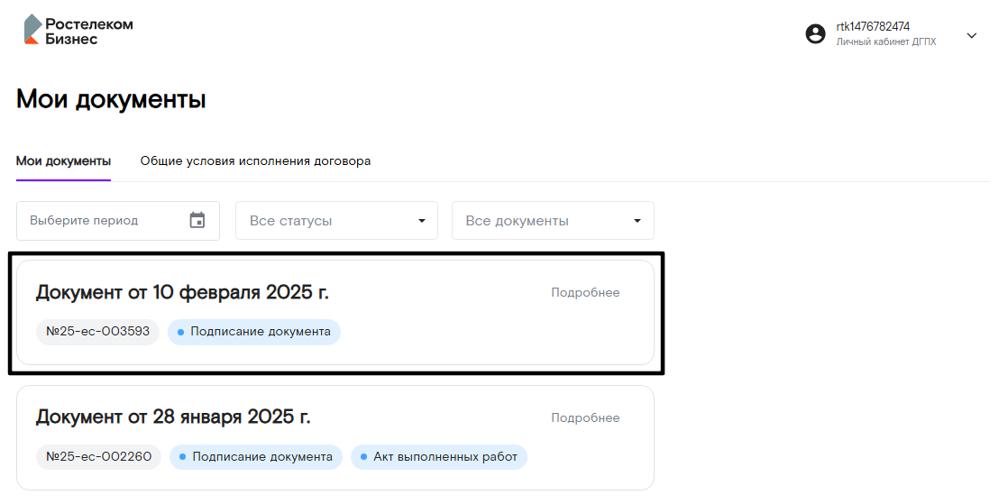 Ростелеком
Бизнес
rtk1476782474
Личный кабинет ДГПХ
Мои документы
Мои документы
Общие условия исполнения договора
Выберите период
Все статусы
Все документы
Документ от 10 февраля 2025 г.
Подробнее
№25-ес-003593
Подписание документа
Документ от 28 января 2025 г.
Подробнее
№25-ес-002260
Подписание документа
Акт выполненных работ